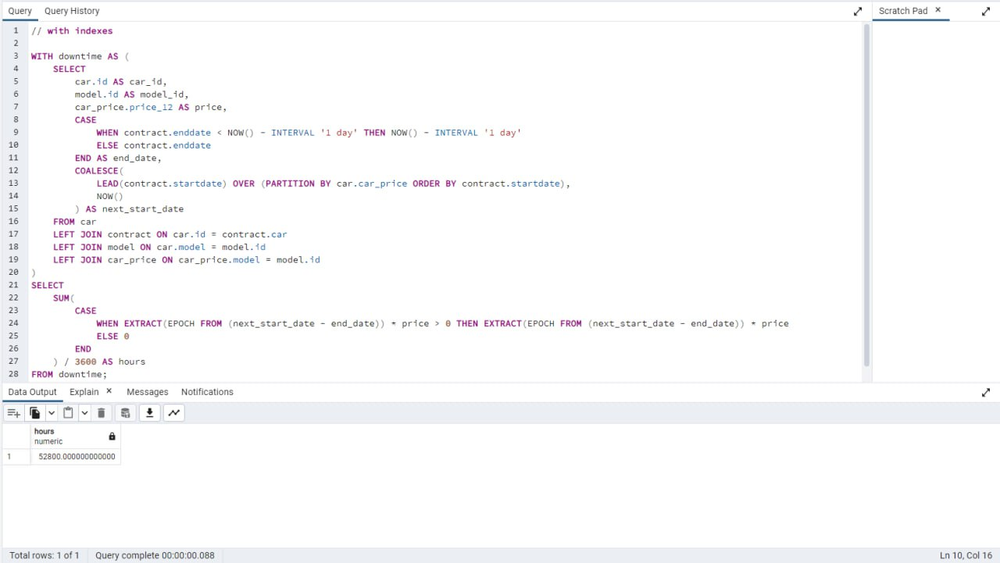 Query Query History Scratch Pad ×
1 // with indexes
2
3 WITH downtime AS (
4 SELECT
5 car.id AS car_id,
6 model.id AS model_id,
7 car_price.price_12 AS price,
8 CASE
9 WHEN contract.enddate < NOW() - INTERVAL '1 day' THEN NOW() - INTERVAL '1 day'
10 ELSE contract.enddate
11 END AS end_date,
12 COALESCE(
13 LEAD(contract.startdate) OVER (PARTITION BY car.car_price ORDER BY contract.startdate),
14 NOW()
15 ) AS next_start_date
16 FROM car
17 LEFT JOIN contract ON car.id = contract.car
18 LEFT JOIN model ON car.model = model.id
19 LEFT JOIN car_price ON car_price.model = model.id
20 )
21 SELECT
22 SUM(
23 CASE
24 WHEN EXTRACT(EPOCH FROM (next_start_date - end_date)) * price > 0 THEN EXTRACT(EPOCH FROM (next_start_date - end_date)) * price
25 ELSE 0
26 END
27 ) / 3600 AS hours
28 FROM downtime;
Data Output Explain × Messages Notifications
hours
numeric
1 52800.000000000000
Total rows: 1 of 1 Query complete 00:00:00.088 Ln 10, Col 16